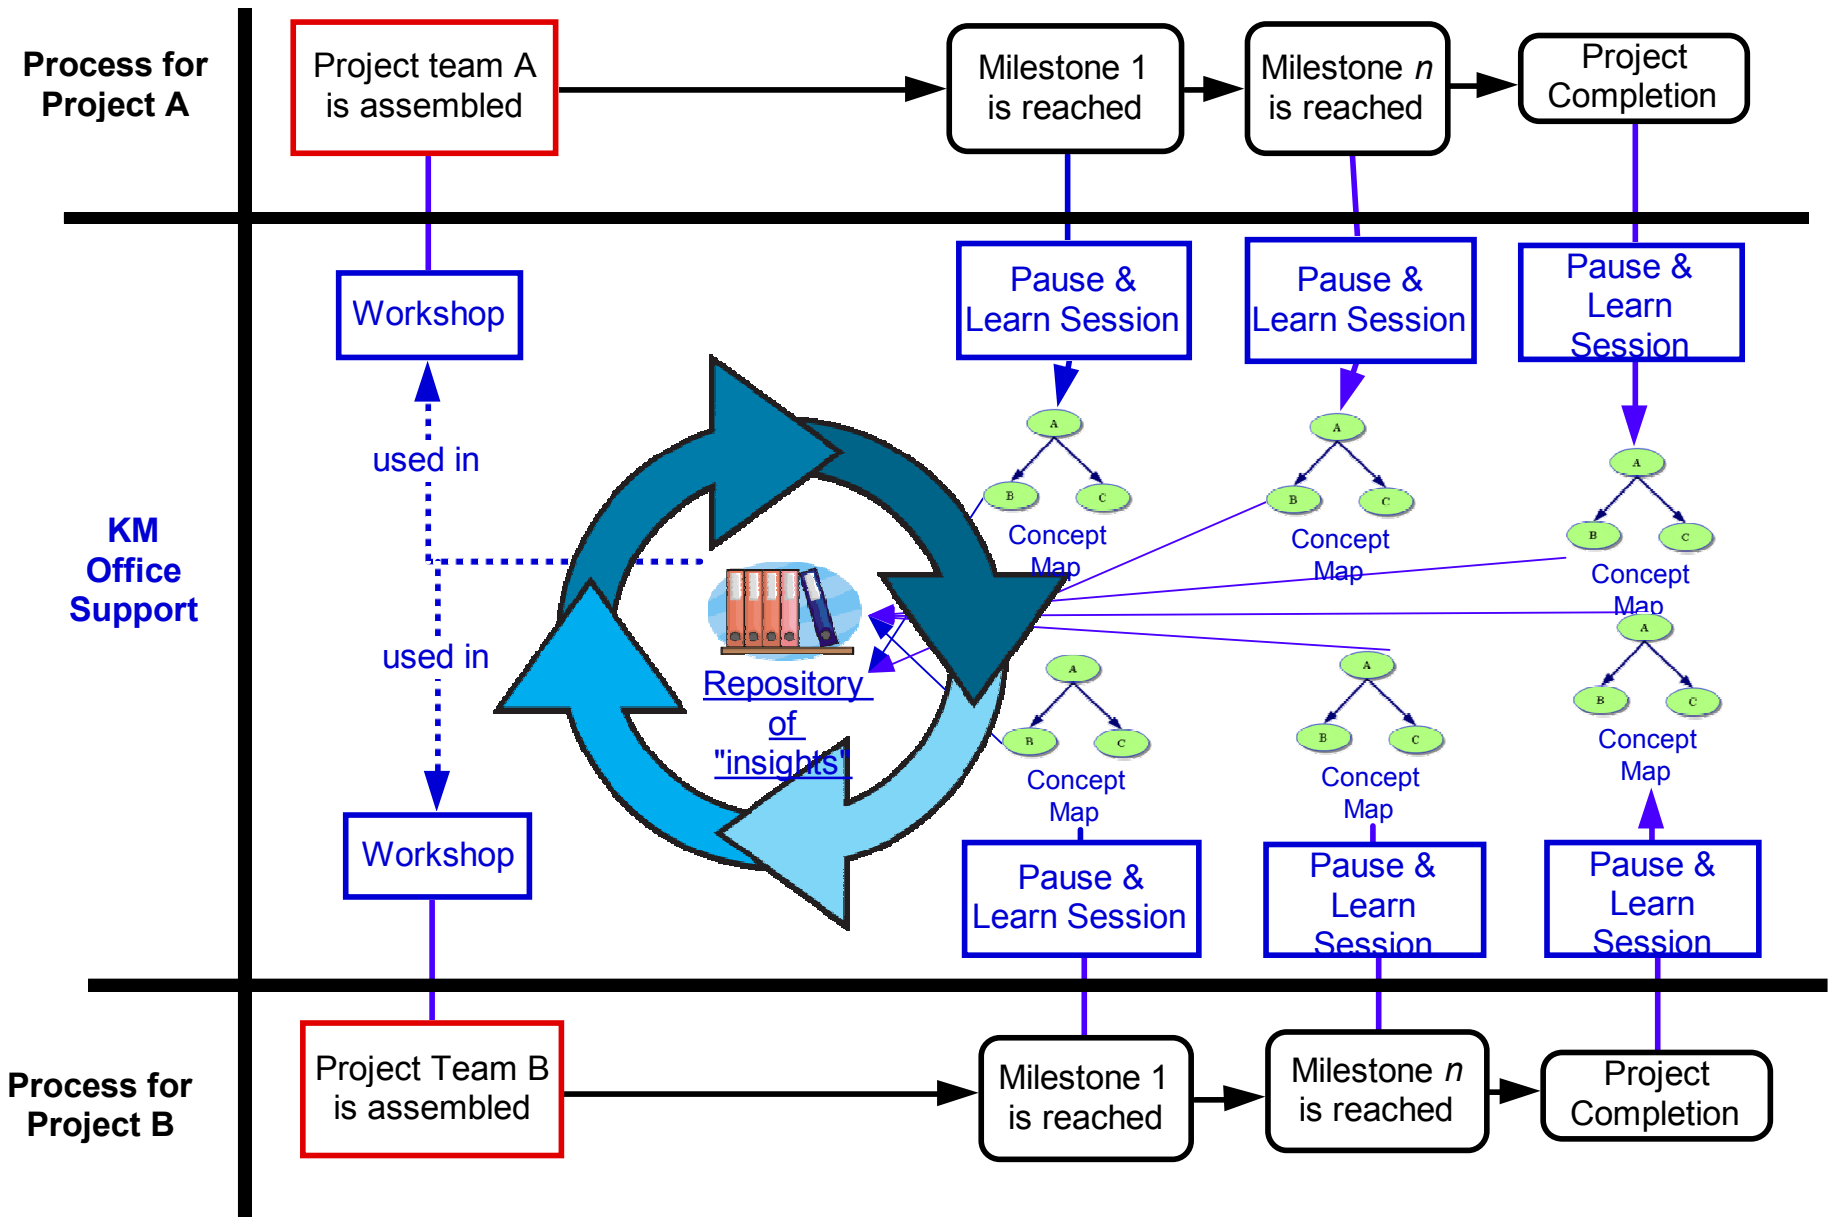 Process for
Project A
Project team A
is assembled
Milestone 1
is reached
Milestone n
is reached
Project
Completion
KM
Office
Support
Workshop
used in
used in
Workshop
Pause &
Learn Session
Pause &
Learn Session
Pause &
Learn
Session
A
B
C
Concept
Map
A
B
C
Concept
Map
A
B
C
Concept
Map
Repository
of
"insights"
A
B
C
Concept
Map
A
B
C
Concept
Map
A
B
C
Concept
Map
Pause &
Learn Session
Pause &
Learn
Session
Pause &
Learn
Session
Process for
Project B
Project Team B
is assembled
Milestone 1
is reached
Milestone n
is reached
Project
Completion